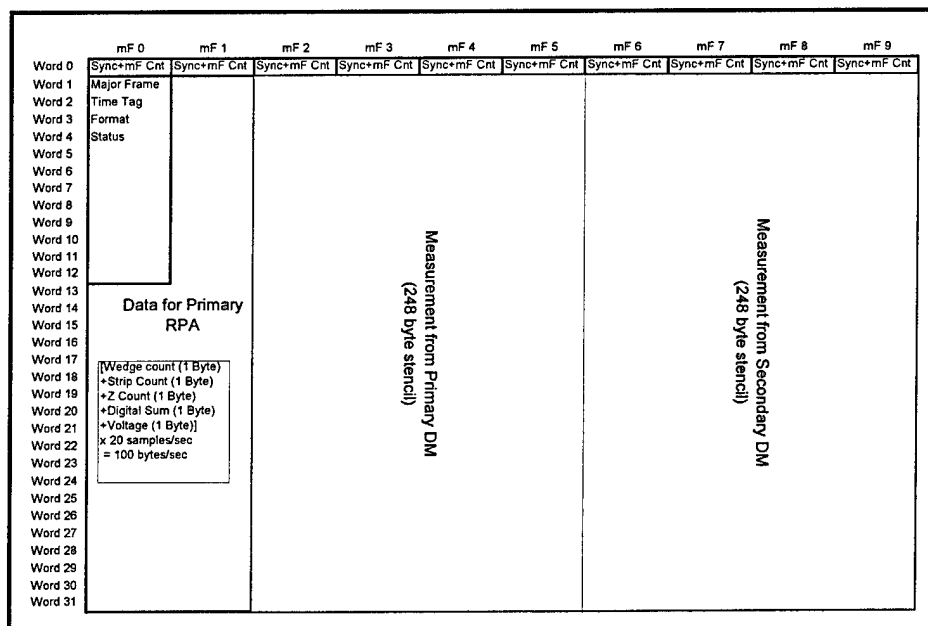 mF 0 mF 1 mF 2 mF 3 mF 4 mF 5 mF 6 mF 7 mF 8 mF 9
Word 0 Sync+mF Cnt Sync+mF Cnt Sync+mF Cnt Sync+mF Cnt Sync+mF Cnt Sync+mF Cnt Sync+mF Cnt Sync+mF Cnt Sync+mF Cnt Sync+mF Cnt
Word 1 Major Frame
Word 2 Time Tag
Word 3 Format
Word 4 Status
Word 5
Word 6
Word 7
Word 8
Word 9
Word 10
Word 11
Word 12
Word 13
Word 14
Word 15
Word 16
Word 17
Word 18
Word 19
Word 20
Word 21
Word 22
Word 23
Word 24
Word 25
Word 26
Word 27
Word 28
Word 29
Word 30
Word 31
Data for Primary
RPA
[Wedge count (1 Byte)
+Strip Count (1 Byte)
+Z Count (1 Byte)
+Digital Sum (1 Byte)
+Voltage (1 Byte)]
x 20 samples/sec
= 100 bytes/sec
Measurement from Primary DM
(248 byte stencil)
Measurement from Secondary DM
(248 byte stencil)